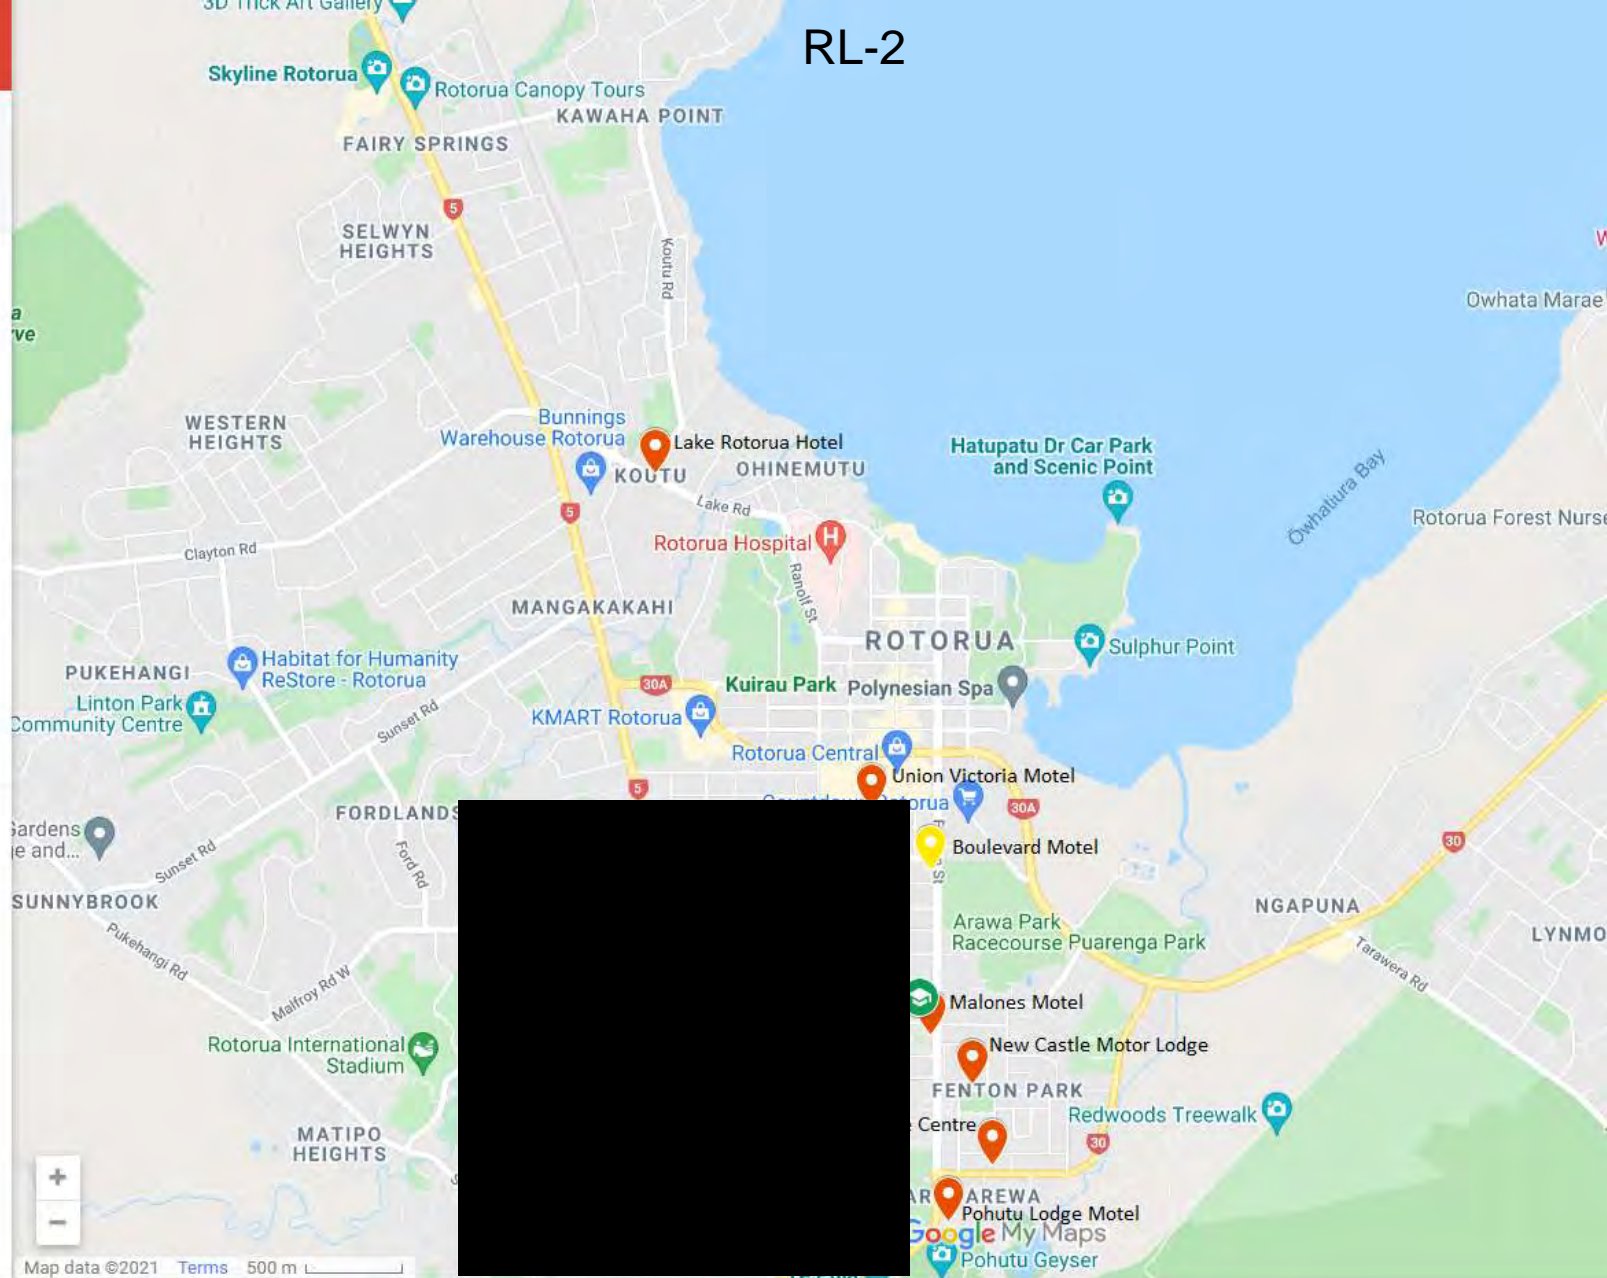 3D Trick Art Gallery
RL-2
Skyline Rotorua
Rotorua Canopy Tours
KAWAHA POINT
FAIRY SPRINGS
5
SELWYN
HEIGHTS
Koutu Rd
Owhata Marae
WESTERN
HEIGHTS
Bunnings
Warehouse Rotorua
Lake Rotorua Hotel
KOUTU
OHINEMUTU
Hatupatu Dr Car Park
and Scenic Point
Ōwhatiura Bay
Lake Rd
5
Rotorua Forest
Clayton Rd
Rotorua Hospital
H
Ranolf St
MANGAKAKAHI
ROTORUA
Sulphur Point
PUKEHANGI
Habitat for Humanity
ReStore - Rotorua
Linton Park
Community Centre
30A
Kuirau Park
Polynesian Spa
Sunset Rd
KMART Rotorua
Rotorua Central
Union Victoria Motel
5
30A
FORDLANDS
Boulevard Motel
30
and...
Sunset Rd
Ford Rd
St
SUNNYBROOK
NGAPUNA
Arawa Park
Racecourse
Puarenga Park
LYNMO
Pukehangi Rd
Tarawera Rd
Malfroy Rd W
Malones Motel
Rotorua International
Stadium
New Castle Motor Lodge
FENTON PARK
Redwoods Treewalk
Centre
30
MATIPO
HEIGHTS
+
−
AREWA
Pohutu Lodge Motel
Google My Maps
Pohutu Geyser
Map data ©2021 Terms 500 m